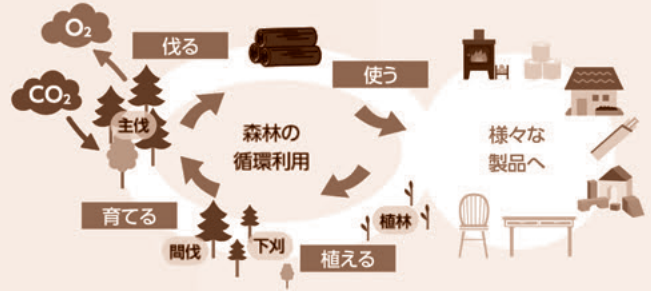 O₂
伐る
使う
CO₂
主伐
森林の
循環利用
様々な
製品へ
育てる
間伐
下刈
植林
植える